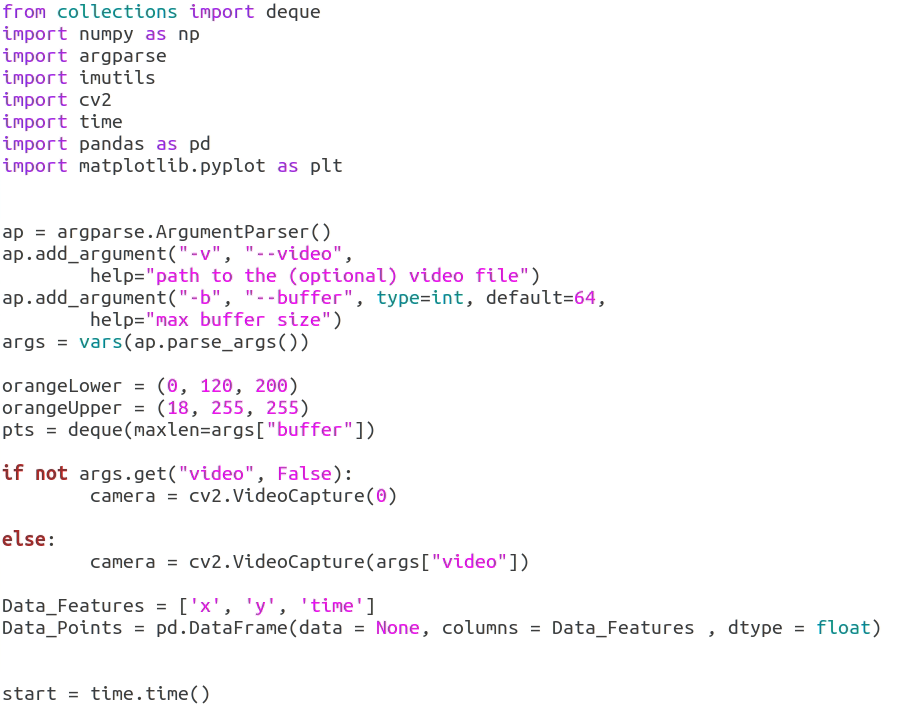 from collections import deque
import numpy as np
import argparse
import imutils
import cv2
import time
import pandas as pd
import matplotlib.pyplot as plt
ap = argparse.ArgumentParser()
ap.add_argument("-v", "--video",
        help="path to the (optional) video file")
ap.add_argument("-b", "--buffer", type=int, default=64,
        help="max buffer size")
args = vars(ap.parse_args())
orangeLower = (0, 120, 200)
orangeUpper = (18, 255, 255)
pts = deque(maxlen=args["buffer"])
if not args.get("video", False):
        camera = cv2.VideoCapture(0)
else:
        camera = cv2.VideoCapture(args["video"])
Data_Features = ['x', 'y', 'time']
Data_Points = pd.DataFrame(data = None, columns = Data_Features , dtype = float)
start = time.time()